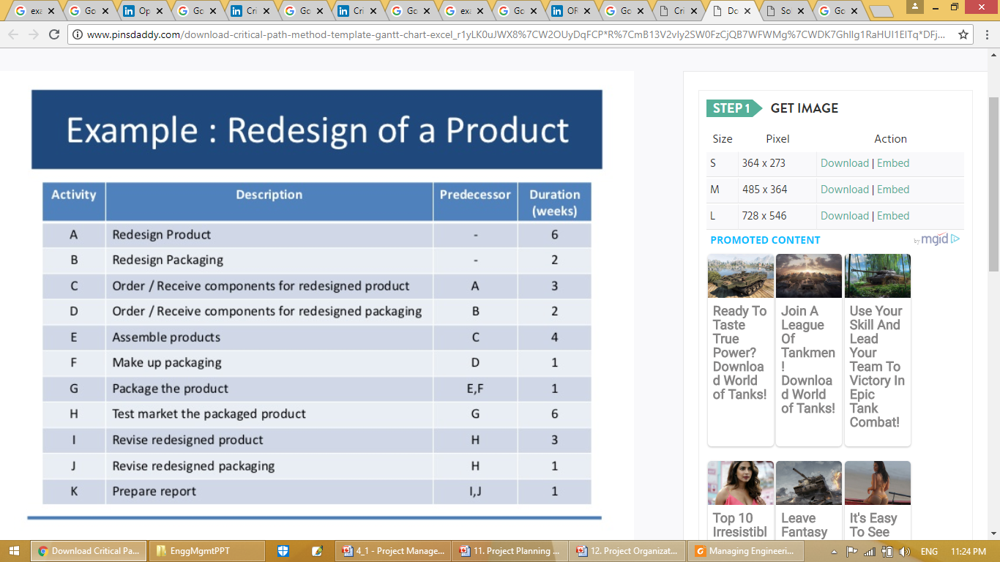 exa
Go
Op
Go
Cri
Go
Cri
Go
exa
Go
OR
Go
Cri
Do
So
Go
www.pinsdaddy.com/download-critical-path-method-template-gantt-chart-excel_
Example : Redesign of a Product
Activity Description Predecessor Duration
(weeks)
A Redesign Product - 6
B Redesign Packaging - 2
C Order / Receive components for redesigned product A 3
D Order / Receive components for redesigned packaging B 2
E Assemble products C 4
F Make up packaging D 1
G Package the product E,F 1
H Test market the packaged product G 6
I Revise redesigned product H 3
J Revise redesigned packaging H 1
K Prepare report I,J 1
STEP 1 GET IMAGE
Size Pixel Action
S 364 x 273 Download | Embed
M 485 x 364 Download | Embed
L 728 x 546 Download | Embed
PROMOTED CONTENT by mgid
Ready To
Taste
True
Power?
Downloa
d World
of Tanks!
Join A
League
Of
Tankmen
!
Downloa
d World
of Tanks!
Use Your
Skill And
Lead
Your
Team To
Victory In
Epic
Tank
Combat!
Top 10
Irresistibl
Leave
Fantasy
It's Easy
To See
Download Critical Pa...
EnggMgmtPPT
4_1 - Project Manage...
11. Project Planning ...
12. Project Organizat...
Managing Engineeri...
ENG
11:24 PM